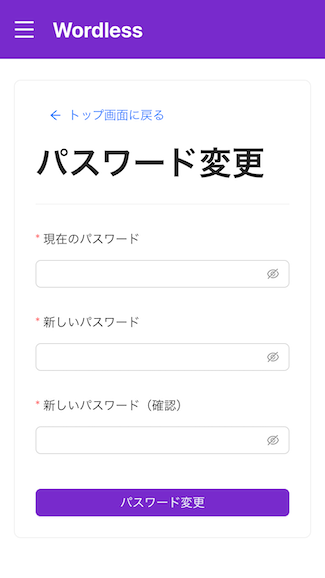 Wordless
← トップ画面に戻る
パスワード変更
* 現在のパスワード
* 新しいパスワード
* 新しいパスワード（確認）
パスワード変更